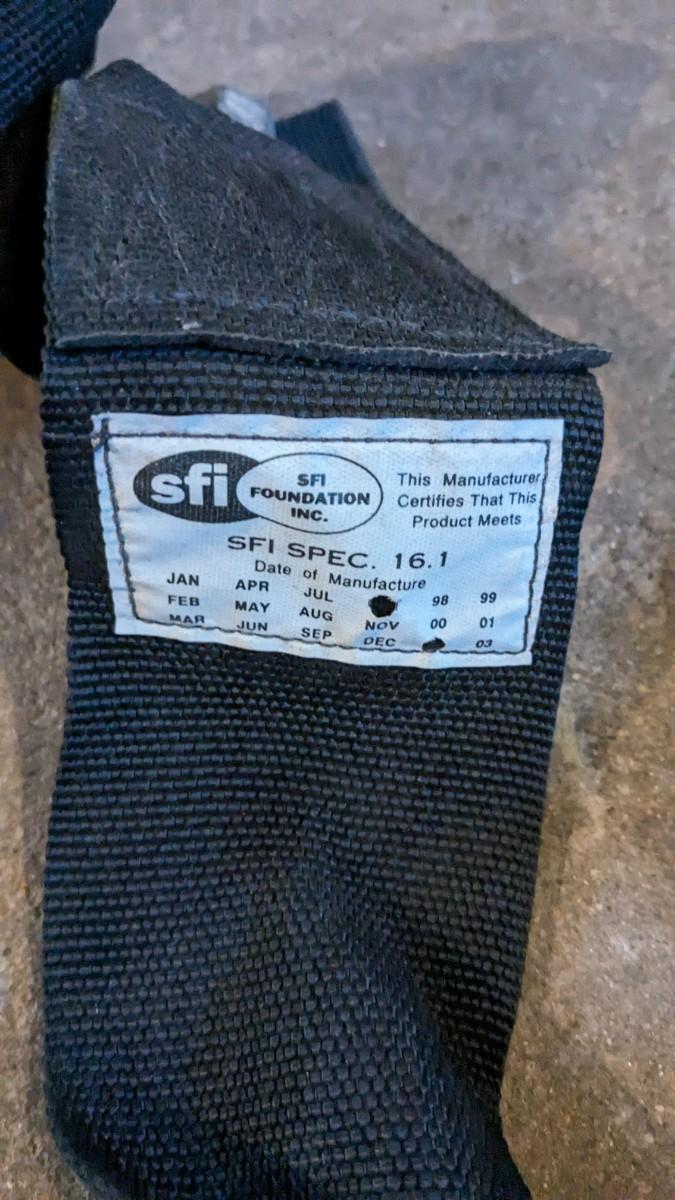 sfi
SFI
FOUNDATION
INC.
This Manufacturer
Certifies That This
Product Meets
SFI SPEC. 16.1
Date of Manufacture
JAN APR JUL 98 99
FEB MAY AUG NOV 00 01
MAR JUN SEP DEC 03